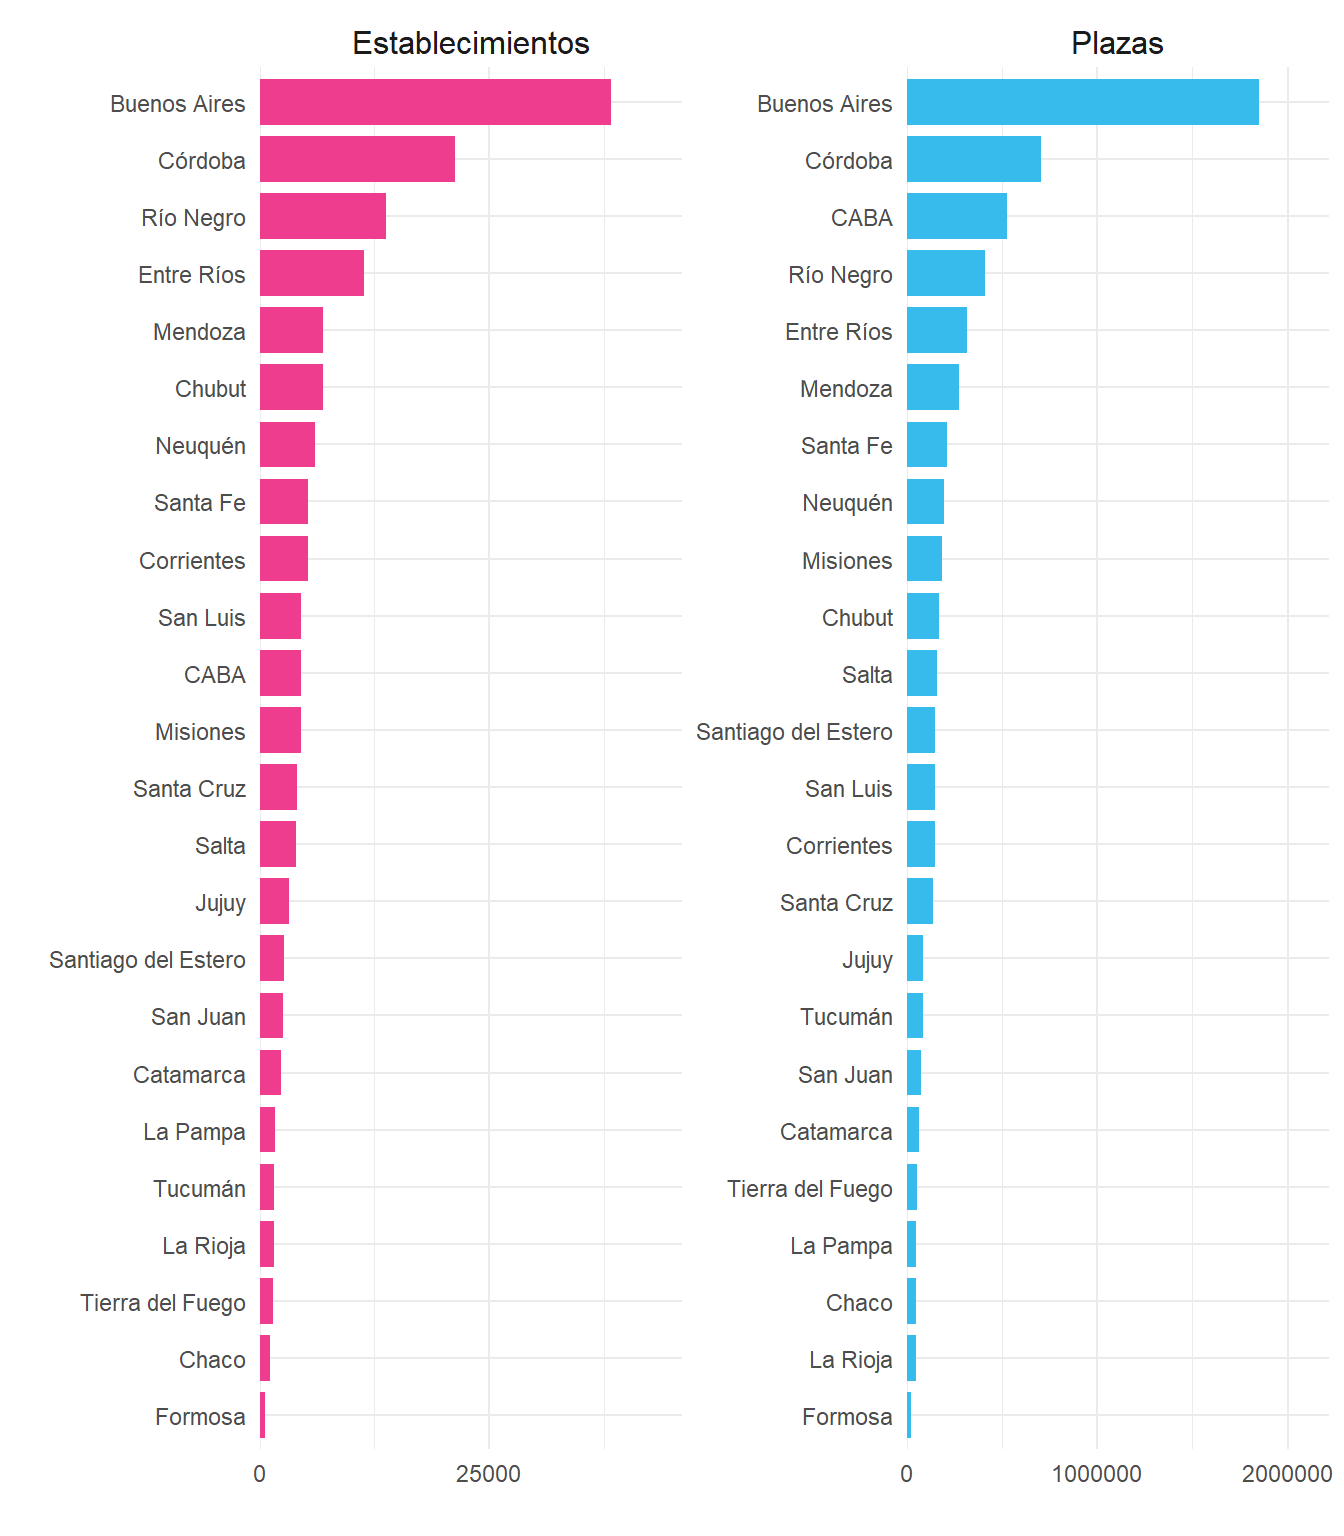 Establecimientos
Buenos Aires
Córdoba
Río Negro
Entre Ríos
Mendoza
Chubut
Neuquén
Santa Fe
Corrientes
San Luis
CABA
Misiones
Santa Cruz
Salta
Jujuy
Santiago del Estero
San Juan
Catamarca
La Pampa
Tucumán
La Rioja
Tierra del Fuego
Chaco
Formosa
0 25000
Plazas
Buenos Aires
Córdoba
CABA
Río Negro
Entre Ríos
Mendoza
Santa Fe
Neuquén
Misiones
Chubut
Salta
Santiago del Estero
San Luis
Corrientes
Santa Cruz
Jujuy
Tucumán
San Juan
Catamarca
Tierra del Fuego
La Pampa
Chaco
La Rioja
Formosa
0 1000000 2000000